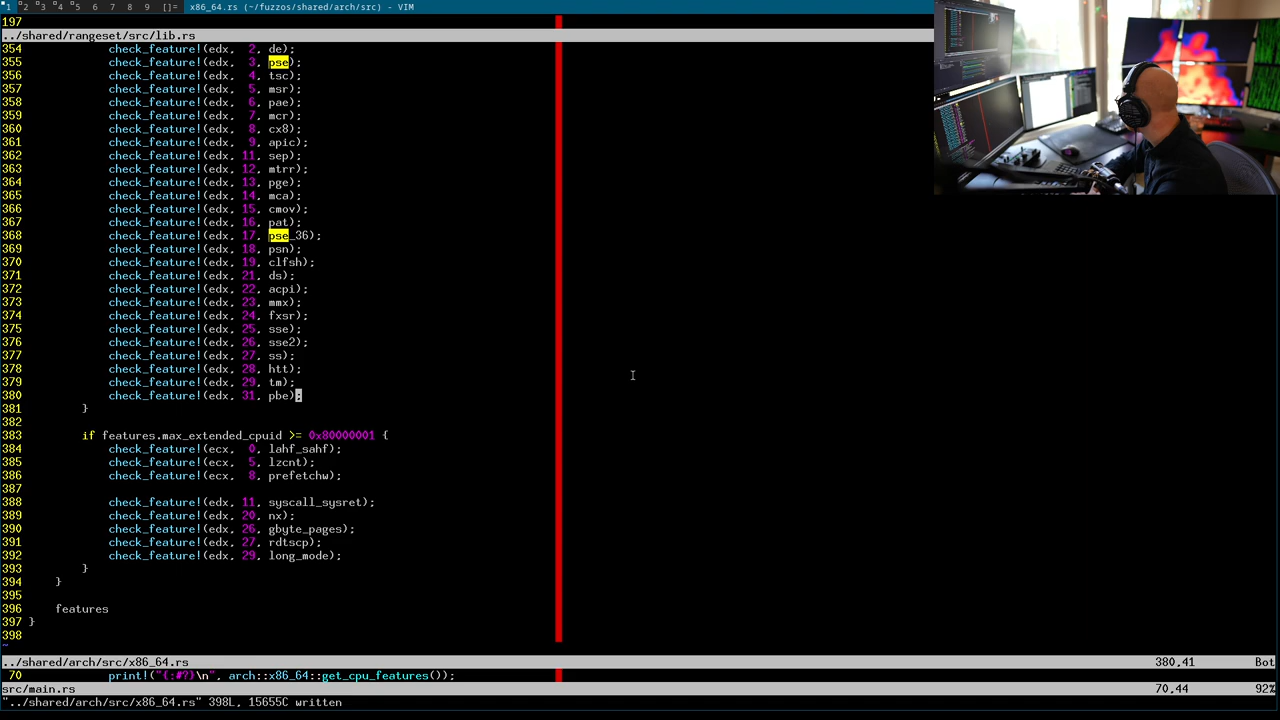 1 2 3 4 5 6 7 8 9 []= x86_64.rs (~/fuzzos/shared/arch/src) - VIM
197
../shared/rangeset/src/lib.rs
354 check_feature!(edx, 2, de);
355 check_feature!(edx, 3, pse);
356 check_feature!(edx, 4, tsc);
357 check_feature!(edx, 5, msr);
358 check_feature!(edx, 6, pae);
359 check_feature!(edx, 7, mcr);
360 check_feature!(edx, 8, cx8);
361 check_feature!(edx, 9, apic);
362 check_feature!(edx, 11, sep);
363 check_feature!(edx, 12, mtrr);
364 check_feature!(edx, 13, pge);
365 check_feature!(edx, 14, mca);
366 check_feature!(edx, 15, cmov);
367 check_feature!(edx, 16, pat);
368 check_feature!(edx, 17, pse_36);
369 check_feature!(edx, 18, psn);
370 check_feature!(edx, 19, clfsh);
371 check_feature!(edx, 21, ds);
372 check_feature!(edx, 22, acpi);
373 check_feature!(edx, 23, mmx);
374 check_feature!(edx, 24, fxsr);
375 check_feature!(edx, 25, sse);
376 check_feature!(edx, 26, sse2);
377 check_feature!(edx, 27, ss);
378 check_feature!(edx, 28, htt);
379 check_feature!(edx, 29, tm);
380 check_feature!(edx, 31, pbe);
381 }
382
383 if features.max_extended_cpuid >= 0x80000001 {
384 check_feature!(ecx, 0, lahf_sahf);
385 check_feature!(ecx, 5, lzcnt);
386 check_feature!(ecx, 8, prefetchw);
387
388 check_feature!(edx, 11, syscall_sysret);
389 check_feature!(edx, 20, nx);
390 check_feature!(edx, 26, gbyte_pages);
391 check_feature!(edx, 27, rdtscp);
392 check_feature!(edx, 29, long_mode);
393 }
394 }
395
396 features
397 }
398
~
../shared/arch/src/x86_64.rs 380,41 Bot
70 print!("{:#?}\n", arch::x86_64::get_cpu_features());
src/main.rs 70,44 92%
"../shared/arch/src/x86_64.rs" 398L, 15655C written